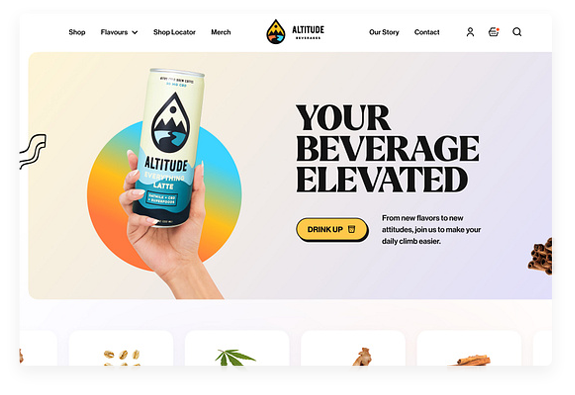 Shop Flavours Shop Locator Merch
ALTITUDE
BEVERAGES
Our Story Contact
ALTITUDE
EVERYTHING
LATTE
YOUR
BEVERAGE
ELEVATED
DRINK UP
From new flavors to new
attitudes, join us to make your
daily climb easier.